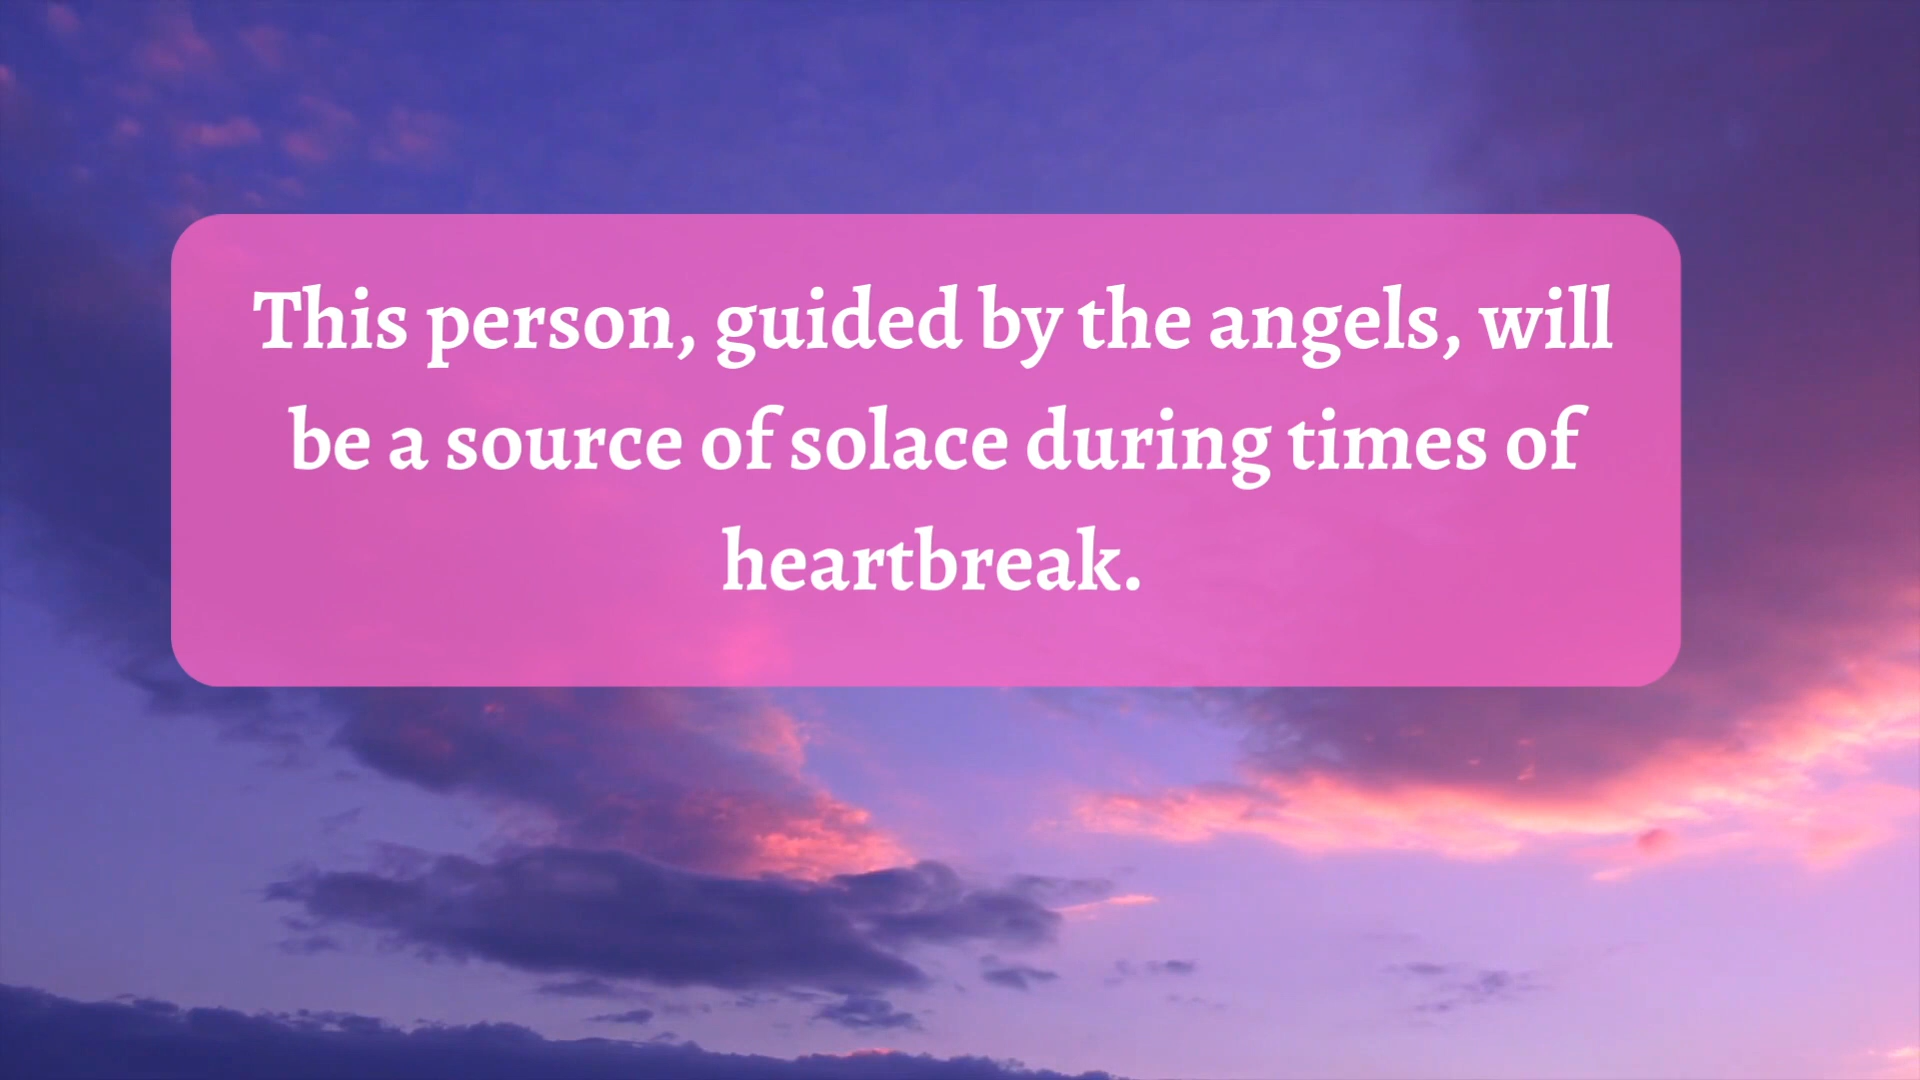 This person, guided by the angels, will
be a source of solace during times of
heartbreak.